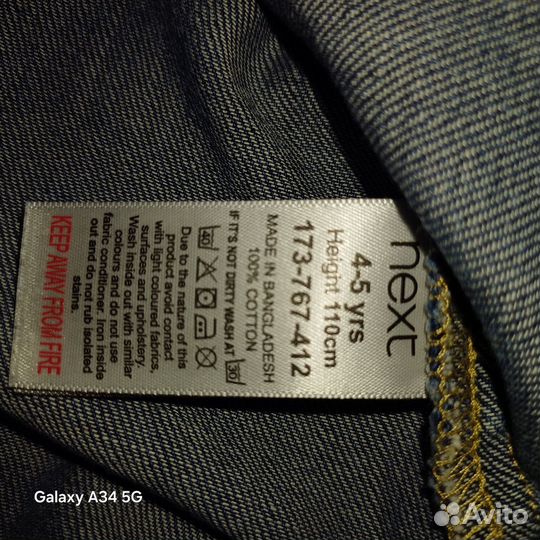 next
4-5 yrs
Height 110cm
173-767-412
100% COTTON
MADE IN BANGLADESH
IF IT'S NOT DIRTY WASH AT 30
40
Due to the nature of this
product avoid contact
with light coloured fabrics,
surfaces and upholstery.
Wash inside out with similar
colours and do not use
fabric conditioner. Iron inside
out and do not rub isolated
stains.
KEEP AWAY FROM FIRE
Galaxy A34 5G
Avito